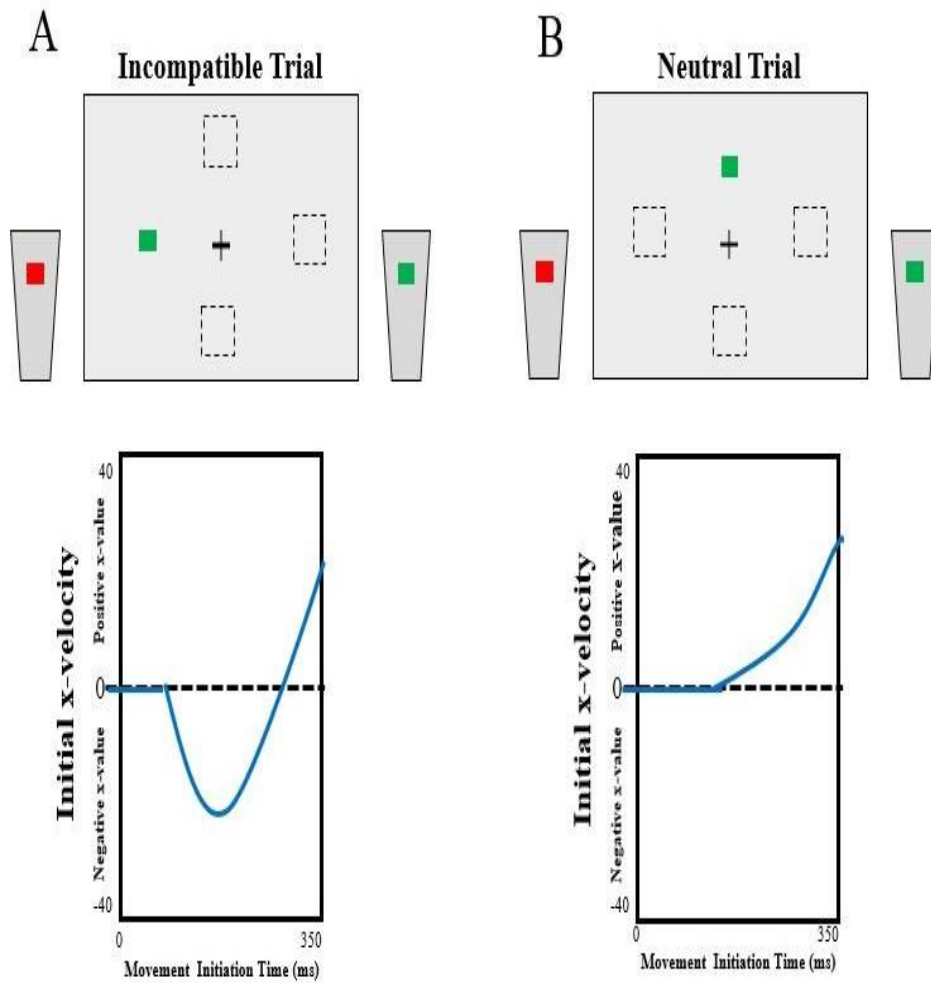 A
Incompatible Trial
B
Neutral Trial
Initial x-velocity
Negative x-value
Positive x-value
40
0
-40
0
350
Movement Initiation Time (ms)
Initial x-velocity
Negative x-value
Positive x-value
40
0
-40
0
350
Movement Initiation Time (ms)